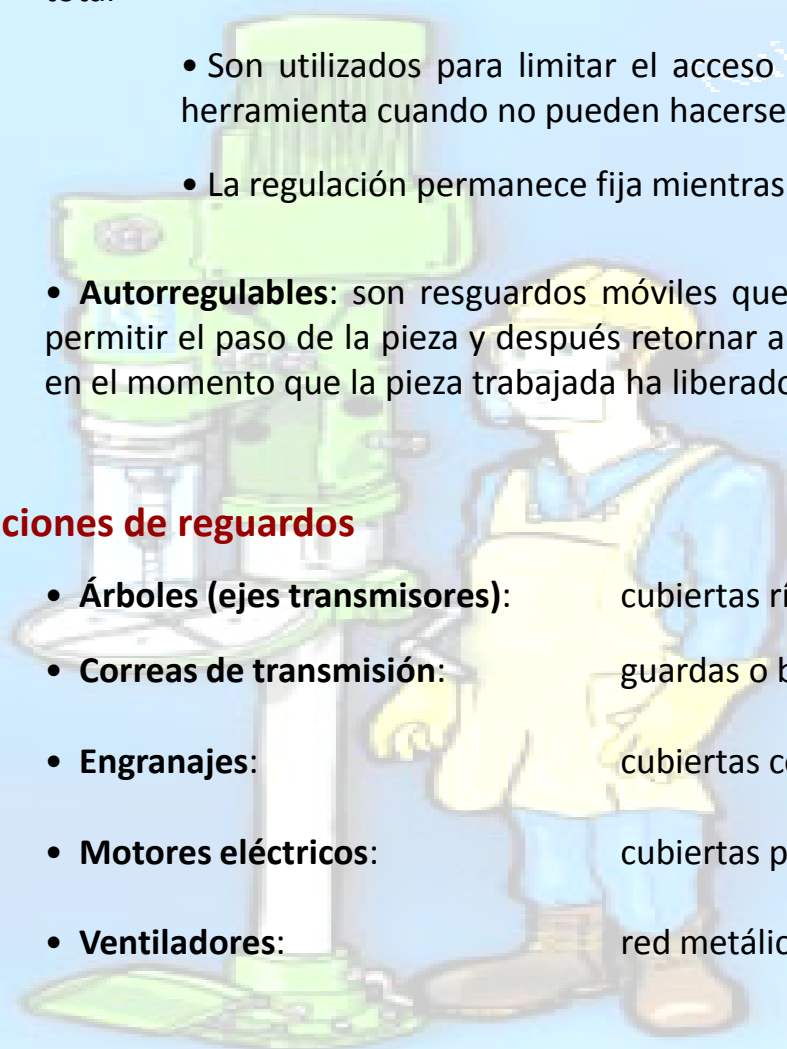 • Son utilizados para limitar el acceso
herramienta cuando no pueden hacerse
• La regulación permanece fija mientras
• Autorregulables: son resguardos móviles que
permitir el paso de la pieza y después retornar a
en el momento que la pieza trabajada ha liberado
ciones de reguardos
• Árboles (ejes transmisores): cubiertas
• Correas de transmisión: guardas o
• Engranajes: cubiertas
• Motores eléctricos: cubiertas
• Ventiladores: red